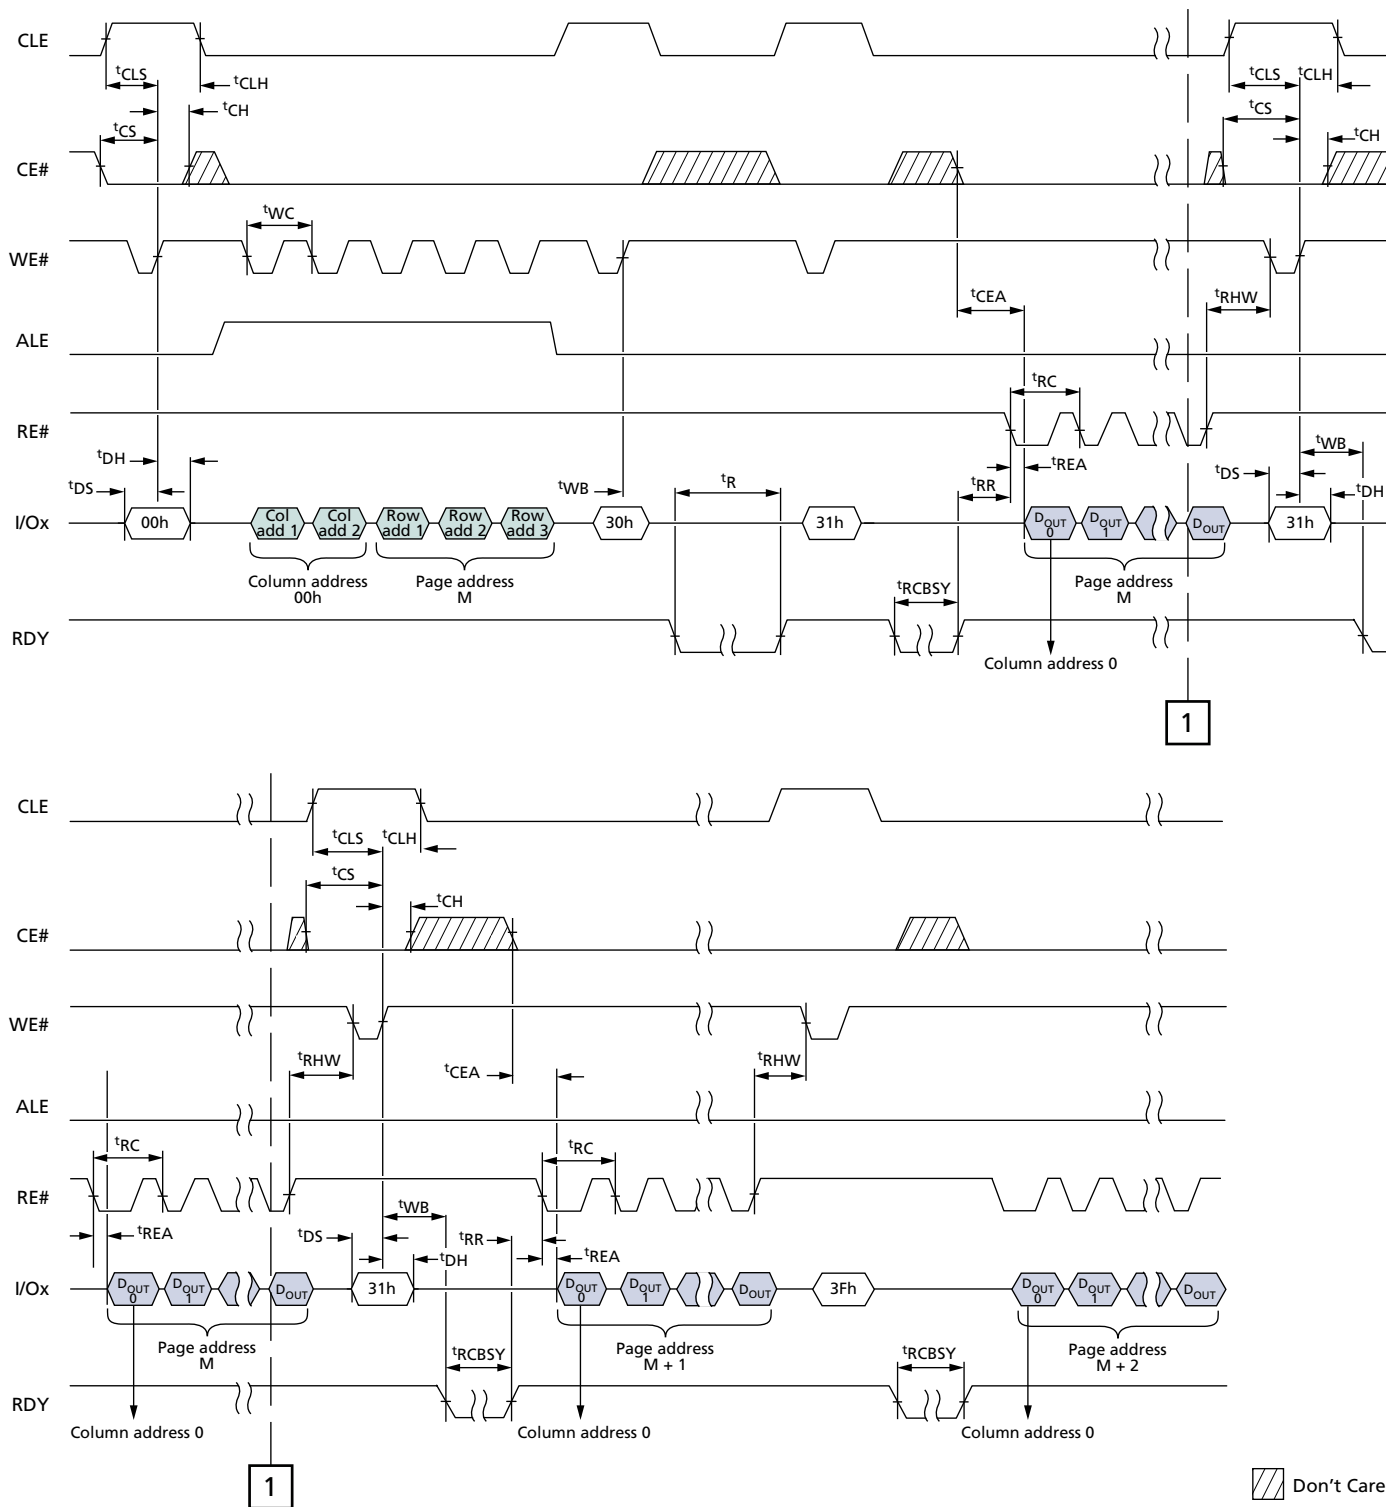 CLE
tCLS
tCLH
tCLS
tCLH
tCH
tCS
tCS
tCH
CE#
tWC
WE#
tCEA
tRHW
ALE
tRC
RE#
tDH
tREA
tWB
tDS
tWB
tR
tRR
tDS
tDH
I/Ox
00h
Col add 1
Col add 2
Row add 1
Row add 2
Row add 3
30h
31h
DOUT 0
DOUT 1
DOUT
31h
Column address 00h
Page address M
tRCBSY
Page address M
RDY
Column address 0
1
CLE
tCLS
tCLH
tCS
tCH
CE#
WE#
tRHW
tCEA
tRHW
ALE
tRC
tRC
RE#
tREA
tWB
tDS
tDH
tRR
tREA
I/Ox
DOUT 0
DOUT 1
DOUT
31h
DOUT 0
DOUT 1
DOUT
3Fh
DOUT 0
DOUT 1
DOUT
Page address M
Page address M + 1
Page address M + 2
tRCBSY
tRCBSY
RDY
Column address 0
Column address 0
Column address 0
1
Don't Care